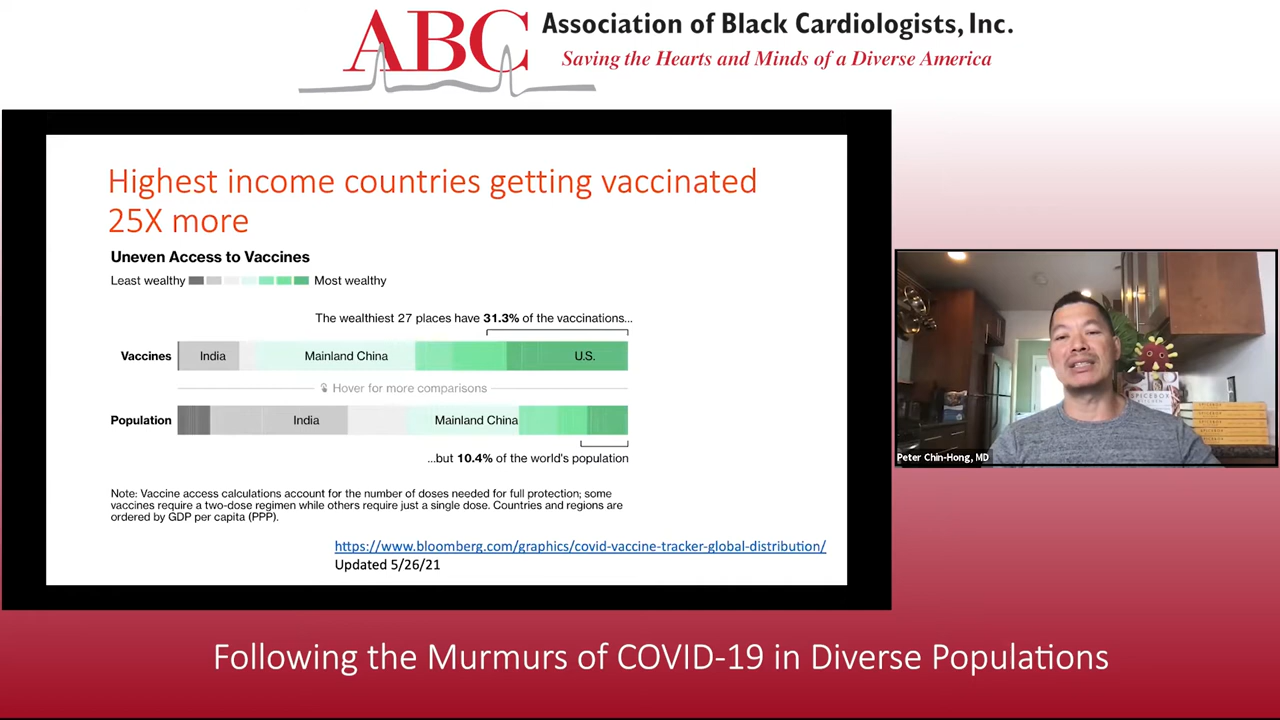 ABC
Association of Black Cardiologists, Inc.
Saving the Hearts and Minds of a Diverse America
Highest income countries getting vaccinated
25X more
Uneven Access to Vaccines
Least wealthy Most wealthy
The wealthiest 27 places have 31.3% of the vaccinations...
Vaccines India Mainland China U.S.
Hover for more comparisons
Population India Mainland China
...but 10.4% of the world's population
Note: Vaccine access calculations account for the number of doses needed for full protection; some
vaccines require a two-dose regimen while others require just a single dose. Countries and regions are
ordered by GDP per capita (PPP).
https://www.bloomberg.com/graphics/covid-vaccine-tracker-global-distribution/
Updated 5/26/21
SPICEBOX
KITCHEN
Peter Chin-Hong, MD
Following the Murmurs of COVID-19 in Diverse Populations